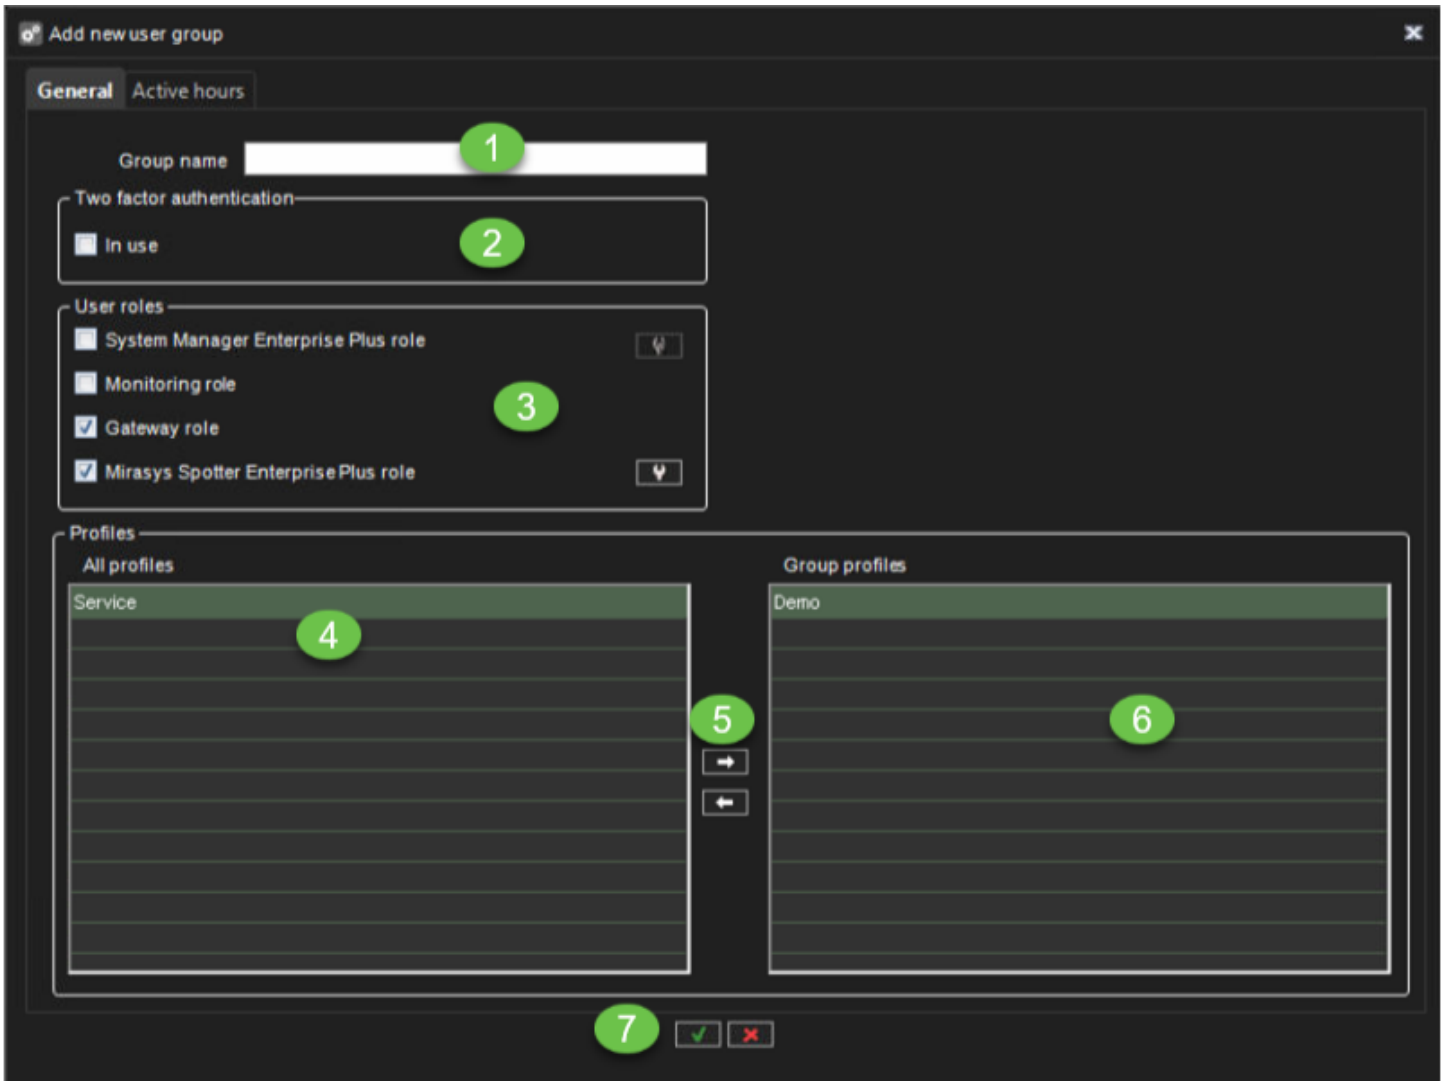 Add new user group
General Active hours
1
Group name
Two factor authentication
In use
2
User roles
System Manager Enterprise Plus role
Monitoring role
3
Gateway role
Mirasys Spotter Enterprise Plus role
Profiles
All profiles Group profiles
Service Demo
4
5
6
7